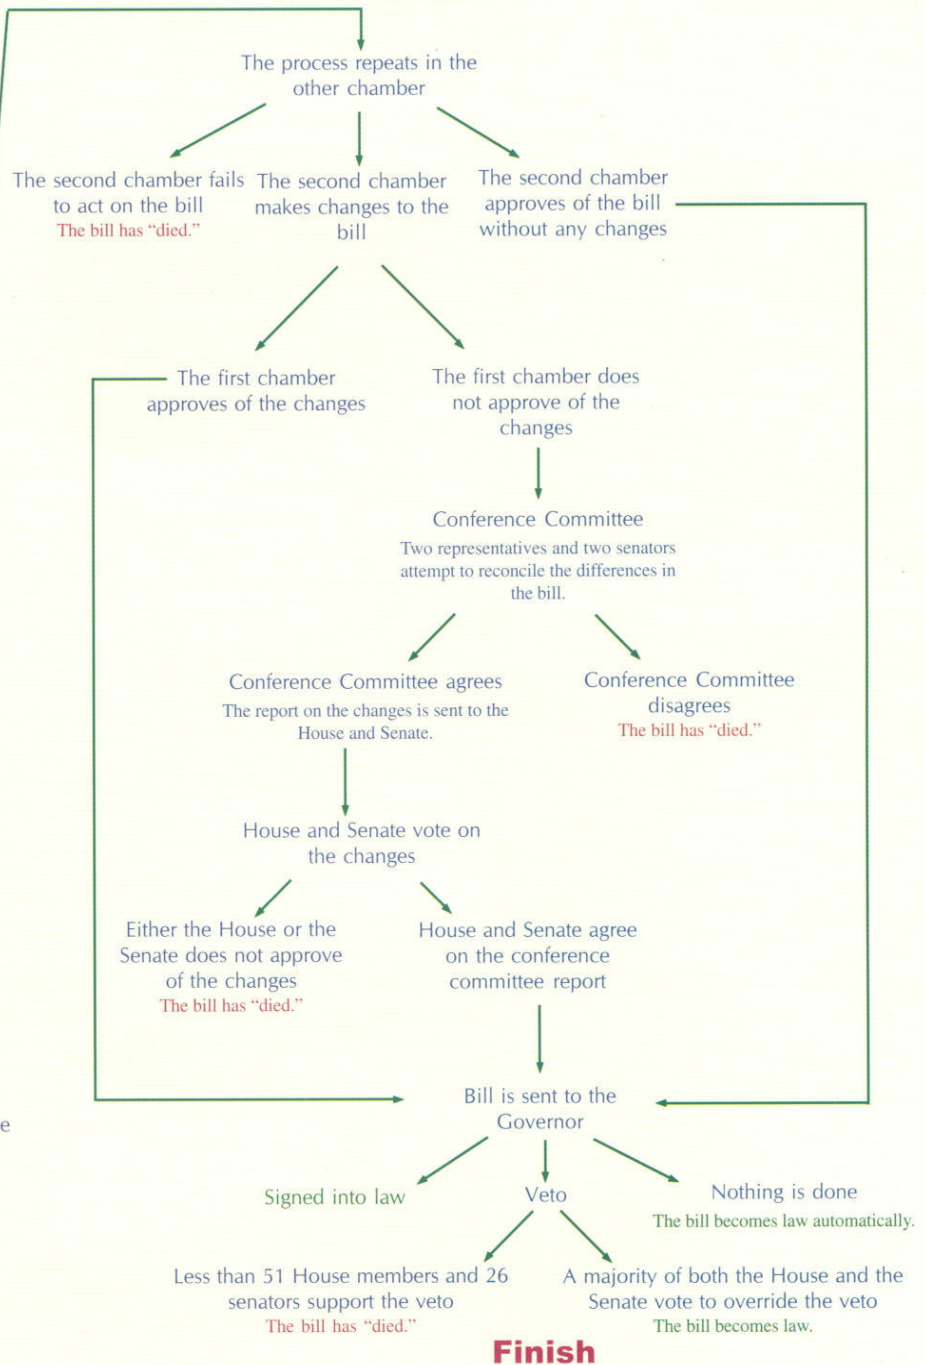 The process repeats in the
other chamber
The second chamber fails
to act on the bill
The bill has “died.”
The second chamber
makes changes to the
bill
The second chamber
approves of the bill
without any changes
The first chamber
approves of the changes
The first chamber does
not approve of the
changes
Conference Committee
Two representatives and two senators
attempt to reconcile the differences in
the bill.
Conference Committee agrees
The report on the changes is sent to the
House and Senate.
Conference Committee
disagrees
The bill has “died.”
House and Senate vote on
the changes
Either the House or the
Senate does not approve
of the changes
The bill has “died.”
House and Senate agree
on the conference
committee report
Bill is sent to the
Governor
e
Signed into law
Veto
Nothing is done
The bill becomes law automatically.
Less than 51 House members and 26
senators support the veto
The bill has “died.”
A majority of both the House and the
Senate vote to override the veto
The bill becomes law.
Finish